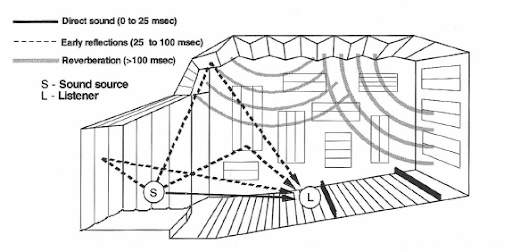 Direct sound (0 to 25 msec)
Early reflections (25 to 100 msec)
Reverberation (>100 msec)
S - Sound source
L - Listener
S
L